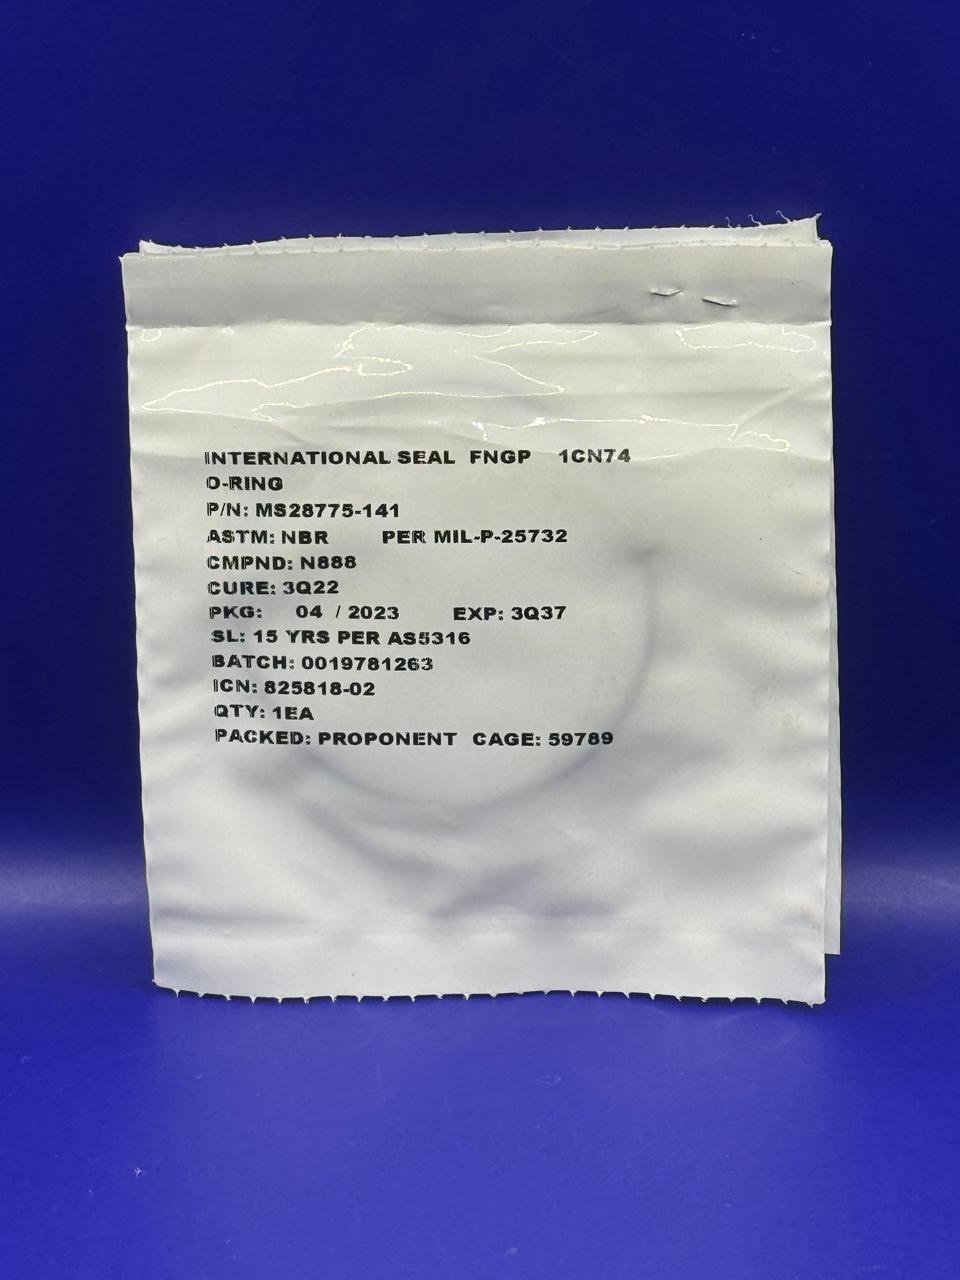 INTERNATIONAL SEAL FNGP 1CN74
O-RING
P/N: MS28775-141
ASTM: NBR PER MIL-P-25732
CMPND: N888
CURE: 3Q22
PKG: 04 / 2023 EXP: 3Q37
SL: 15 YRS PER AS5316
BATCH: 0019781263
ICN: 825818-02
QTY: 1EA
PACKED: PROPONENT CAGE: 59789